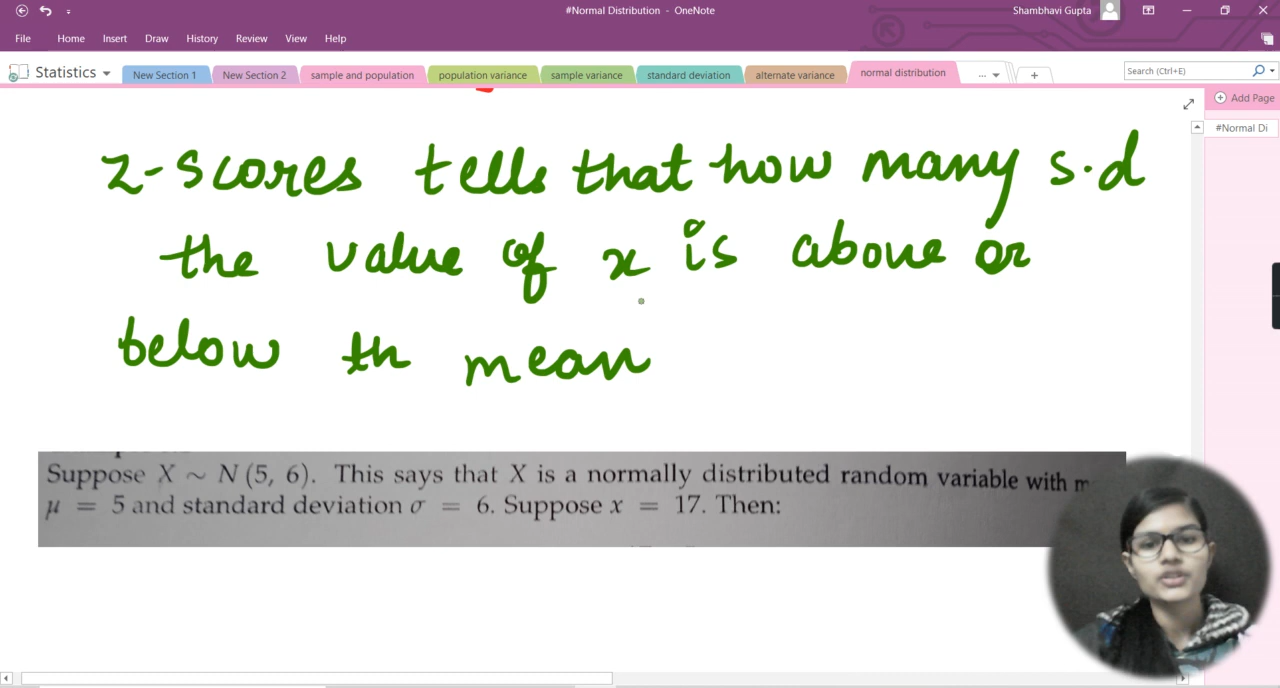 #Normal Distribution - OneNote
Shambhavi Gupta
File Home Insert Draw History Review View Help
Statistics
New Section 1 New Section 2 sample and population population variance sample variance standard deviation alternate variance normal distribution ... +
Search (Ctrl+E)
Add Page
#Normal Di
z-scores tells that how many s.d
the value of x is above or
below th mean
Suppose X ~ N (5, 6). This says that X is a normally distributed random variable with m
μ = 5 and standard deviation σ = 6. Suppose x = 17. Then: